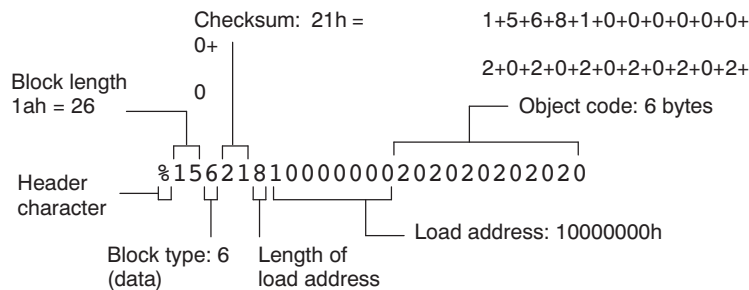 Checksum: 21h = 1+5+6+8+1+0+0+0+0+0+0+
0+ 2+0+2+0+2+0+2+0+2+0+2+
0
Block length
1ah = 26
Object code: 6 bytes
%1562181000000020202020202020
Header
character
Load address: 10000000h
Block type: 6
(data)
Length of
load address